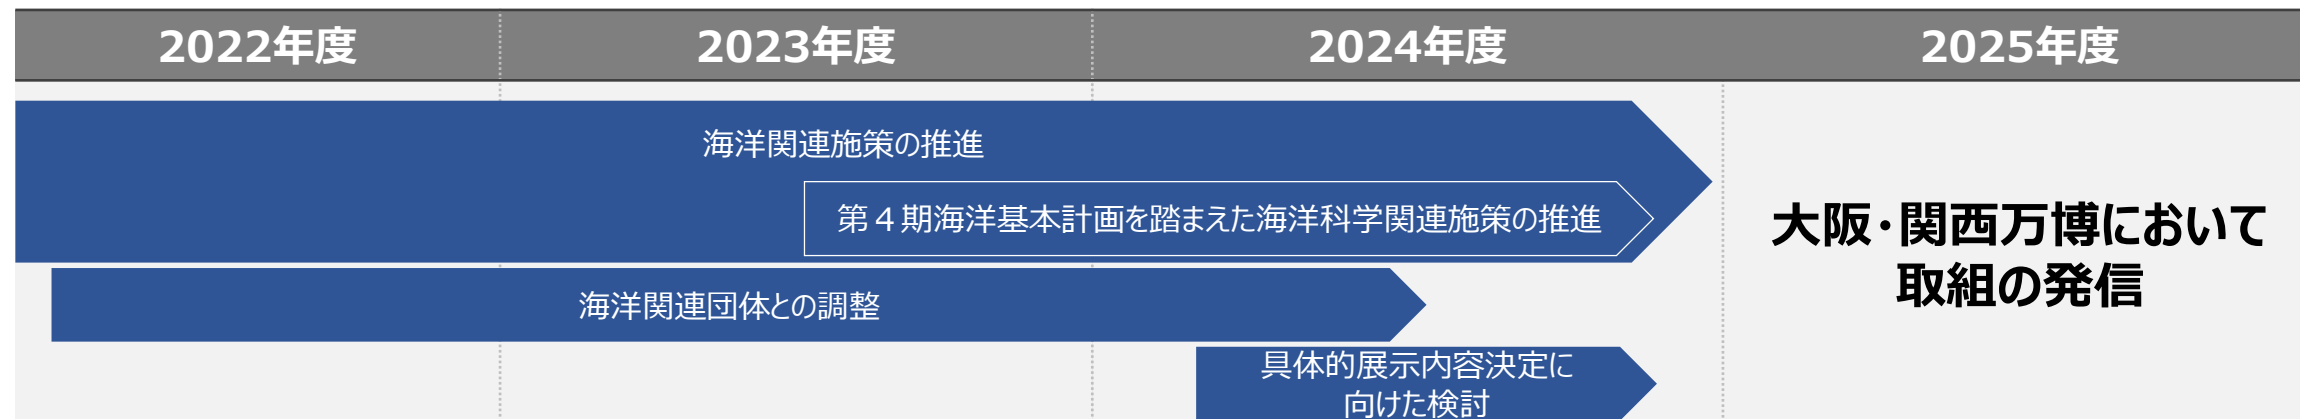 2022年度
2023年度
2024年度
2025年度
海洋関連施策の推進
第４期海洋基本計画を踏まえた海洋科学関連施策の推進
海洋関連団体との調整
具体的展示内容決定に
向けた検討
大阪・関西万博において
取組の発信